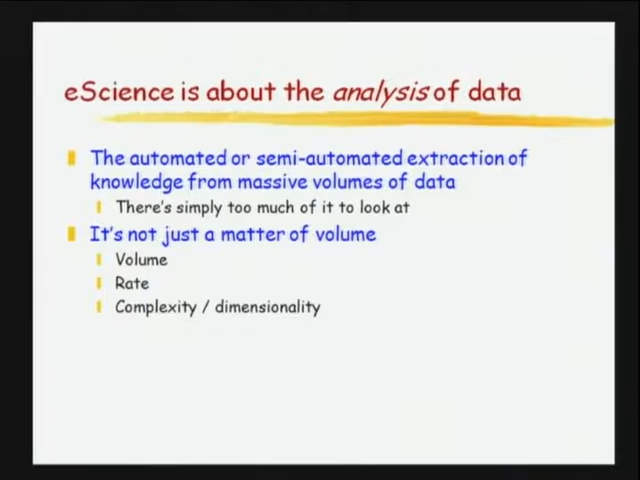 eScience is about the analysis of data
The automated or semi-automated extraction of
knowledge from massive volumes of data
There's simply too much of it to look at
It's not just a matter of volume
Volume
Rate
Complexity / dimensionality